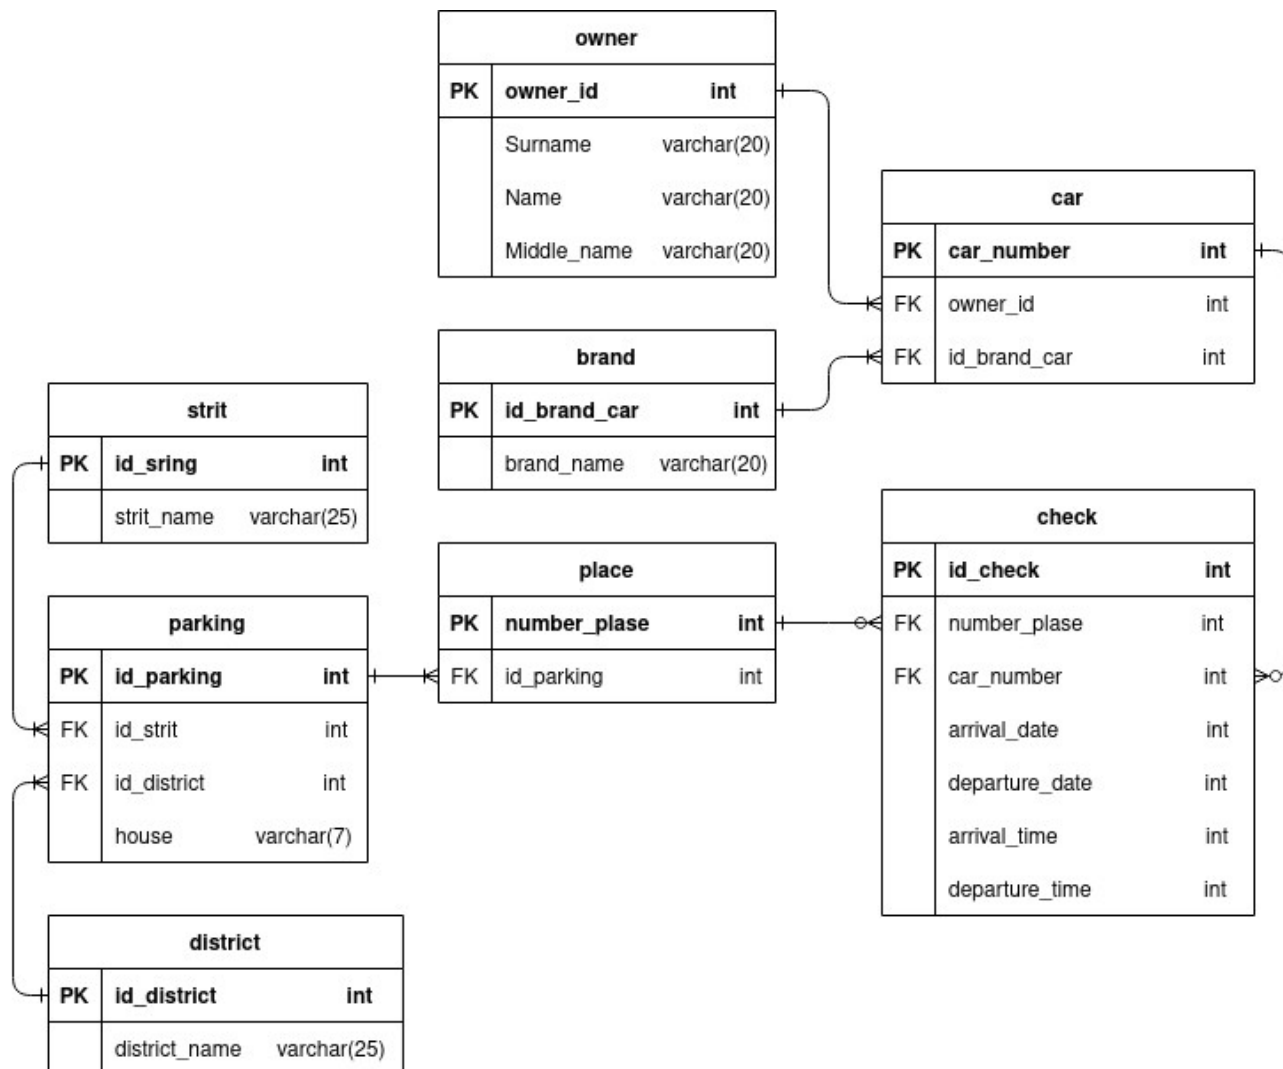 owner
PK owner_id int
Surname varchar(20)
Name varchar(20)
Middle_name varchar(20)
car
PK car_number int
FK owner_id int
FK id_brand_car int
brand
PK id_brand_car int
brand_name varchar(20)
strit
PK id_sring int
strit_name varchar(25)
parking
PK id_parking int
FK id_strit int
FK id_district int
house varchar(7)
place
PK number_plase int
FK id_parking int
check
PK id_check int
FK number_plase int
FK car_number int
arrival_date int
departure_date int
arrival_time int
departure_time int
district
PK id_district int
district_name varchar(25)